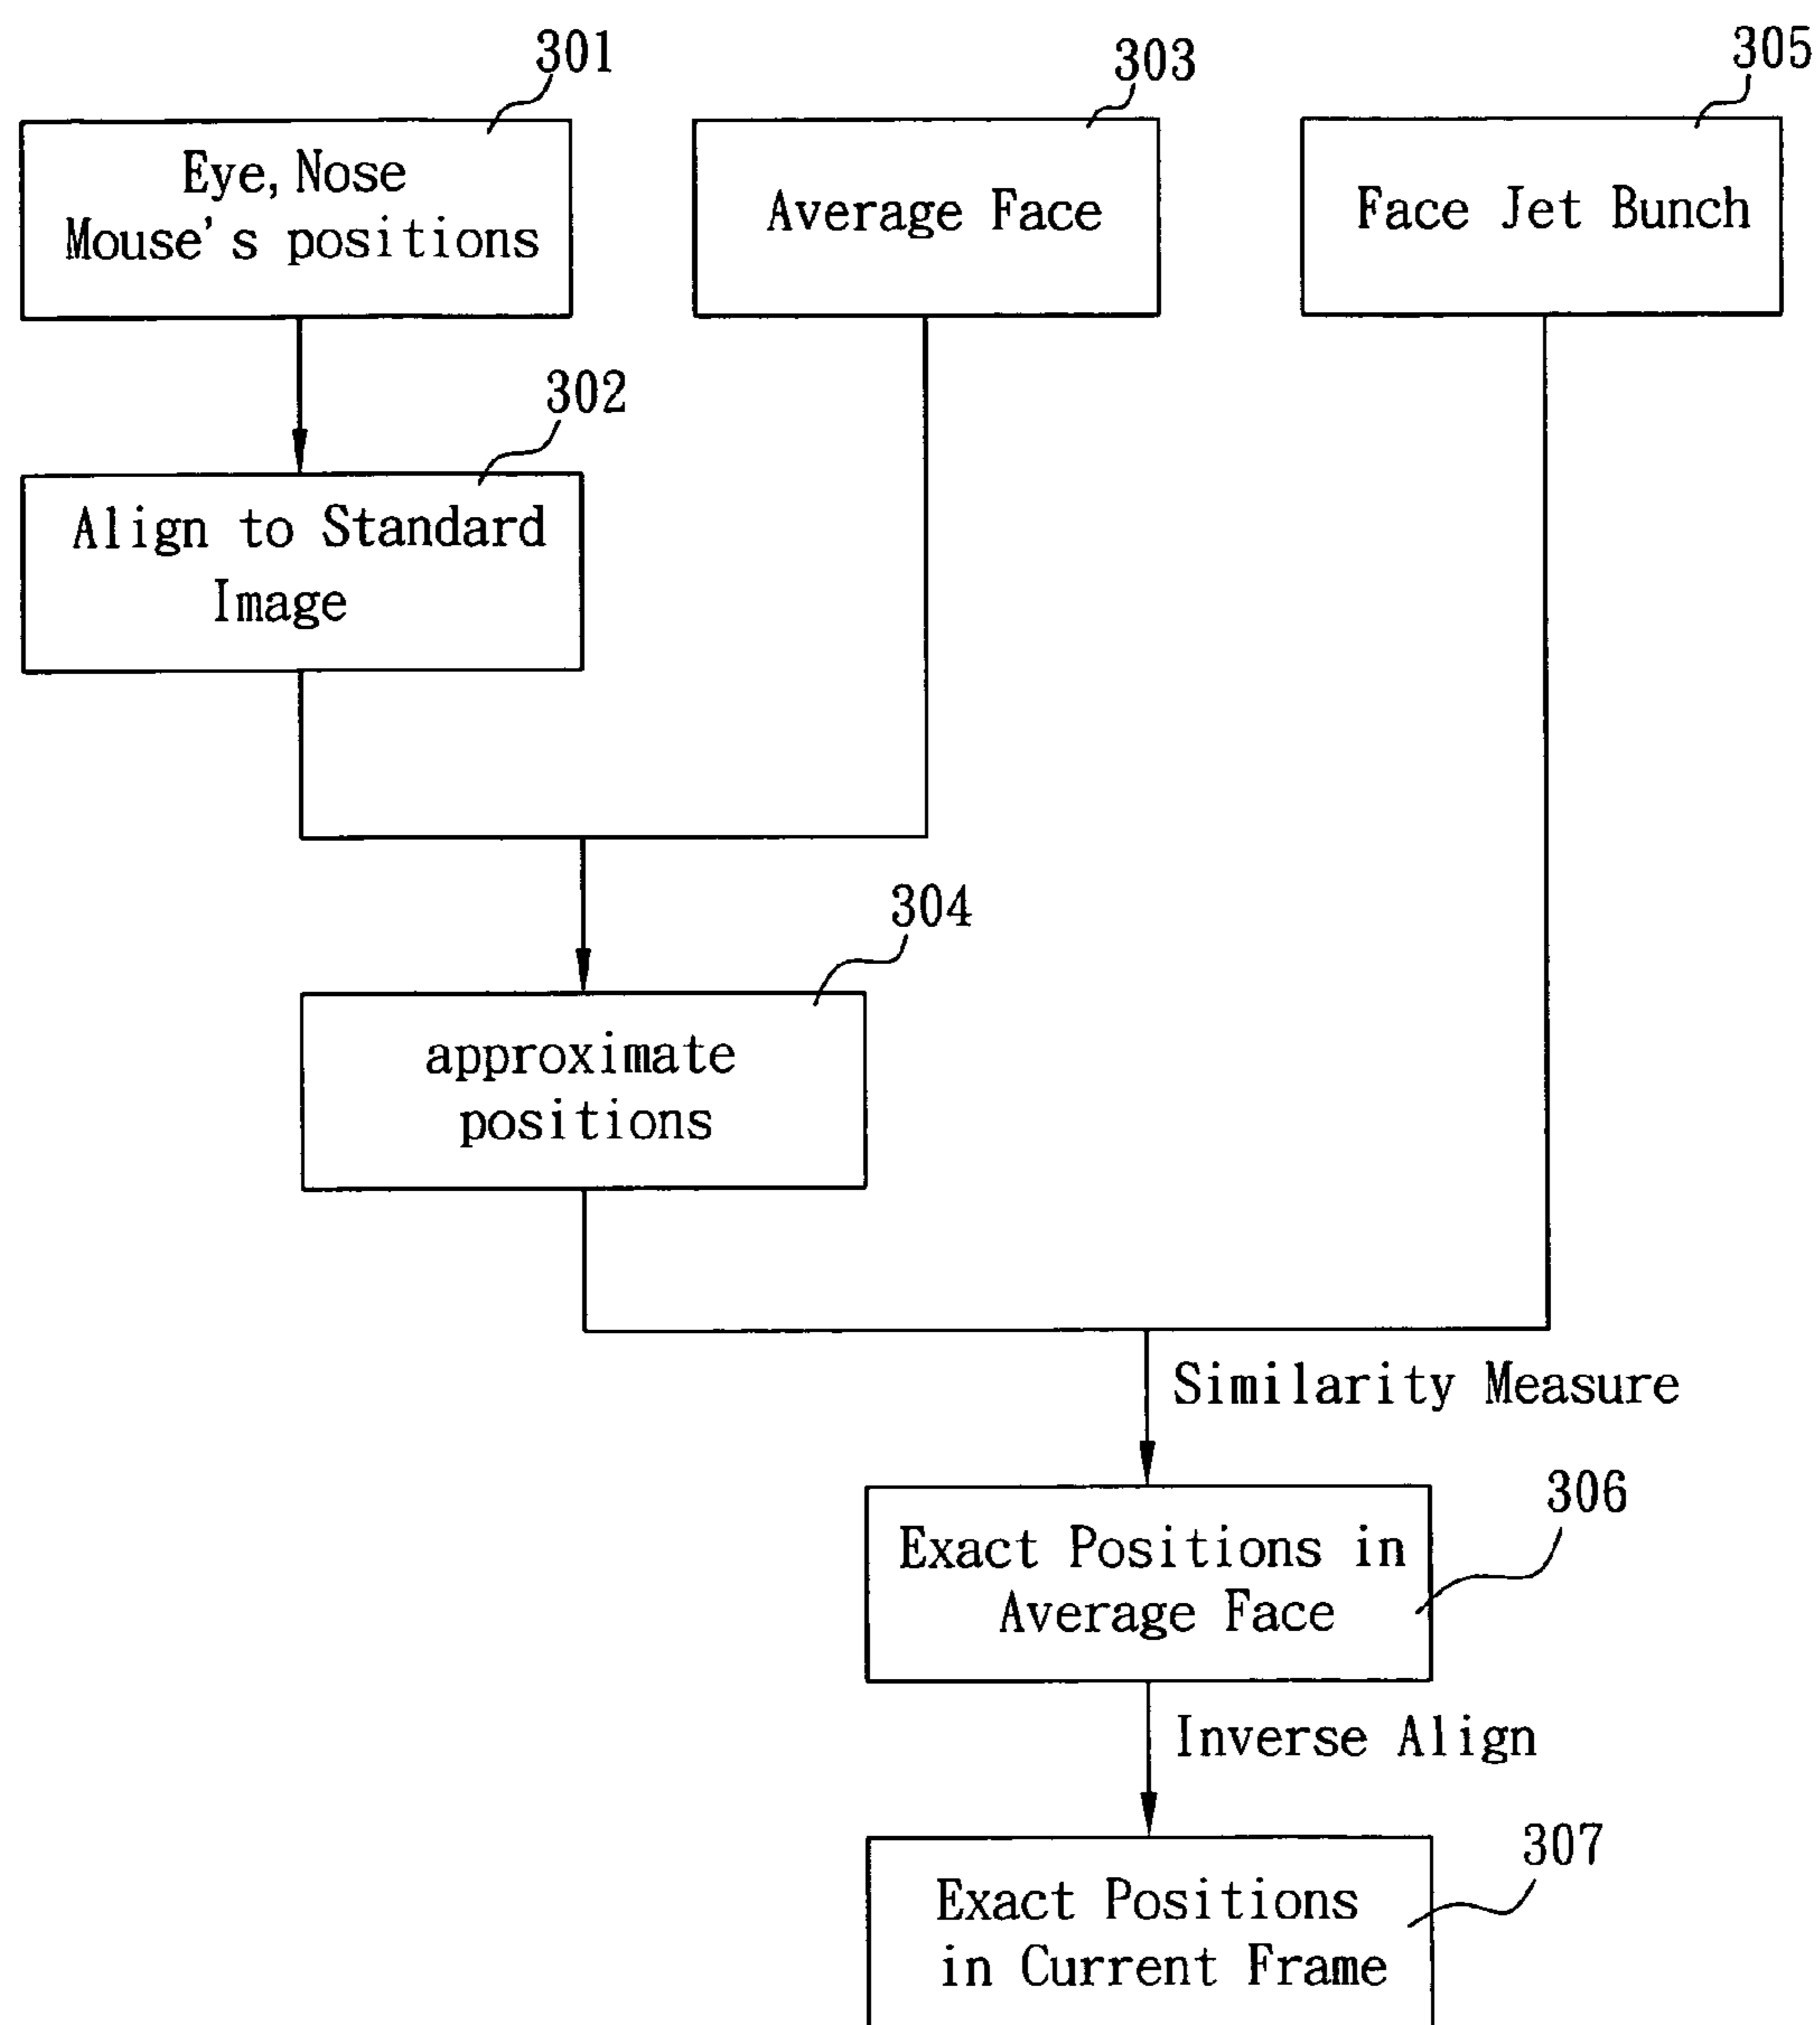 301
303
305
Eye, Nose
Mouse's positions
Average Face
Face Jet Bunch
302
Align to Standard
Image
304
approximate
positions
Similarity Measure
306
Exact Positions in
Average Face
Inverse Align
307
Exact Positions
in Current Frame